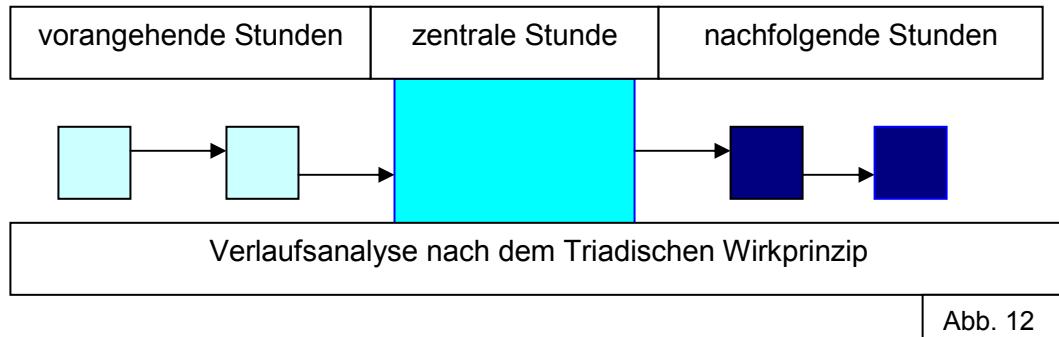 vorangehende Stunden
zentrale Stunde
nachfolgende Stunden
Verlaufsanalyse nach dem Triadischen Wirkprinzip
Abb. 12